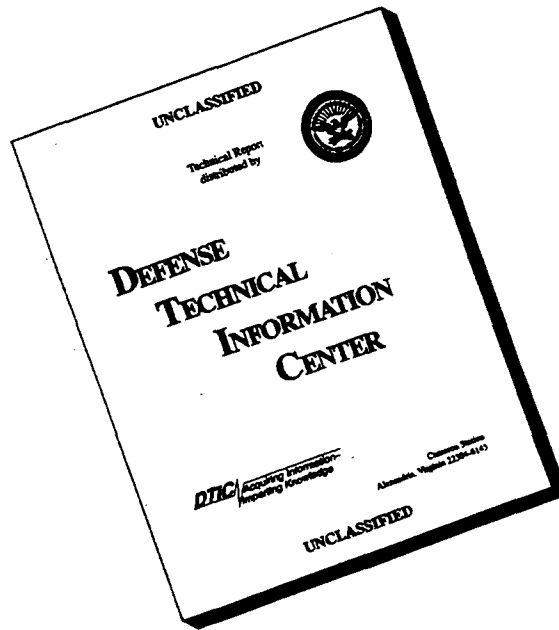 UNCLASSIFIED
Technical Report
distributed by
DEFENSE
TECHNICAL
INFORMATION
CENTER
DTIC
Acquiring Information-
Imparting Knowledge
Cameron Station
Alexandria, Virginia 22304-6145
UNCLASSIFIED